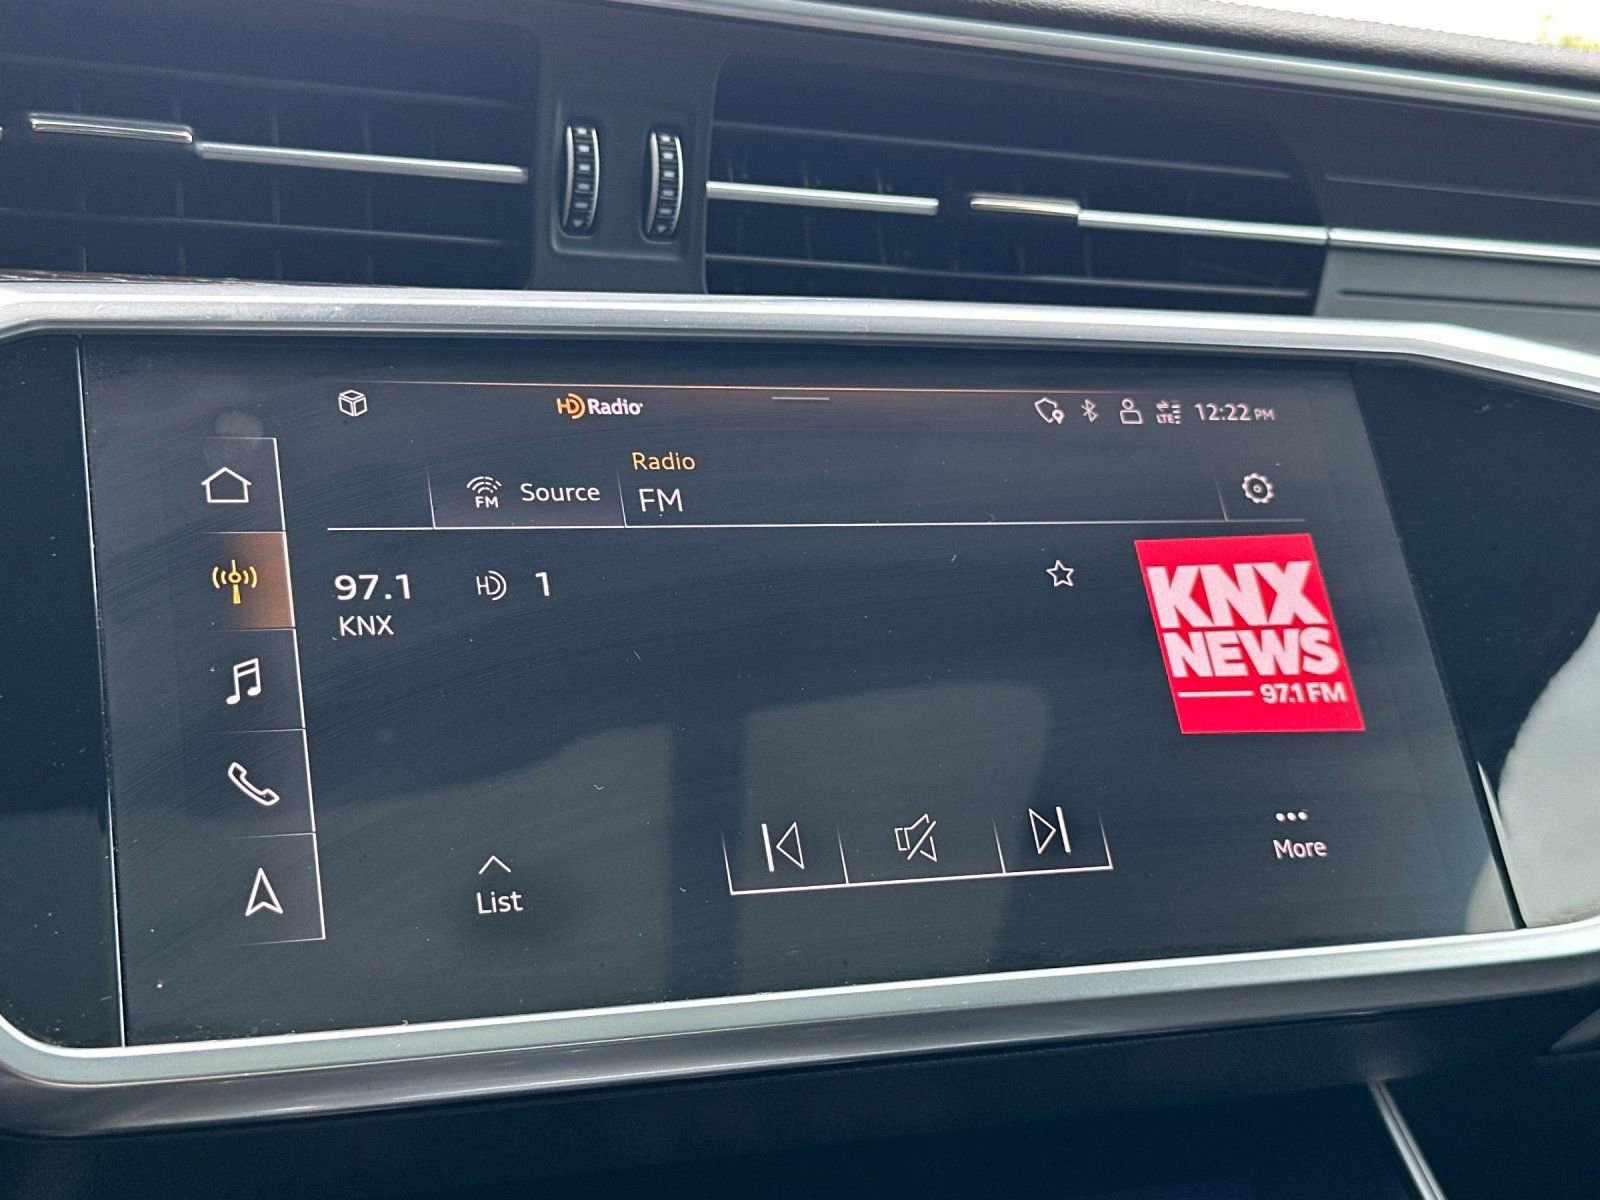 HD Radio
LTE 12:22 PM
Radio
FM Source FM
97.1 HD 1
KNX
KNX
NEWS
97.1 FM
List
More